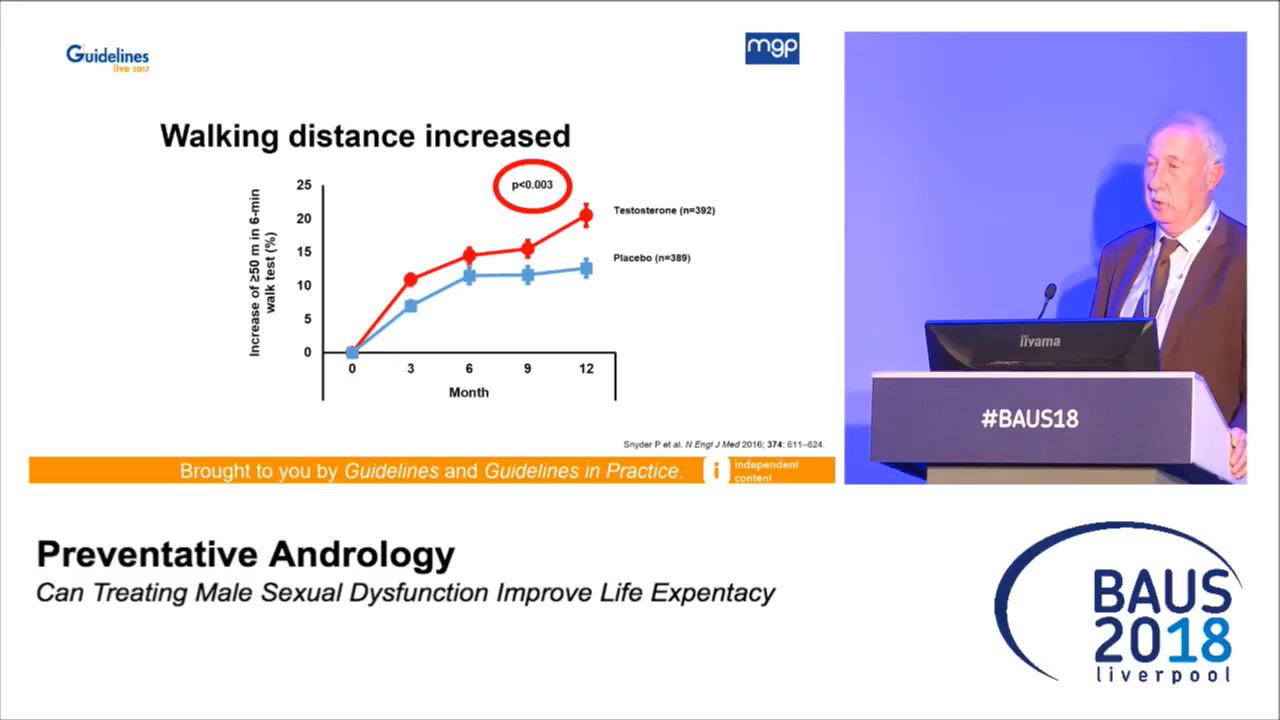 Guidelines
live 2017
mgp
Walking distance increased
p<0.003
25
20
15
10
5
0
Increase of ≥50 m in 6-min
walk test (%)
Testosterone (n=392)
Placebo (n=389)
0 3 6 9 12
Month
Snyder P et al. N Engl J Med 2016; 374: 611–624.
Brought to you by Guidelines and Guidelines in Practice.
i
independent
content
iiyama
#BAUS18
Preventative Andrology
Can Treating Male Sexual Dysfunction Improve Life Expentacy
BAUS
2018
liverpool